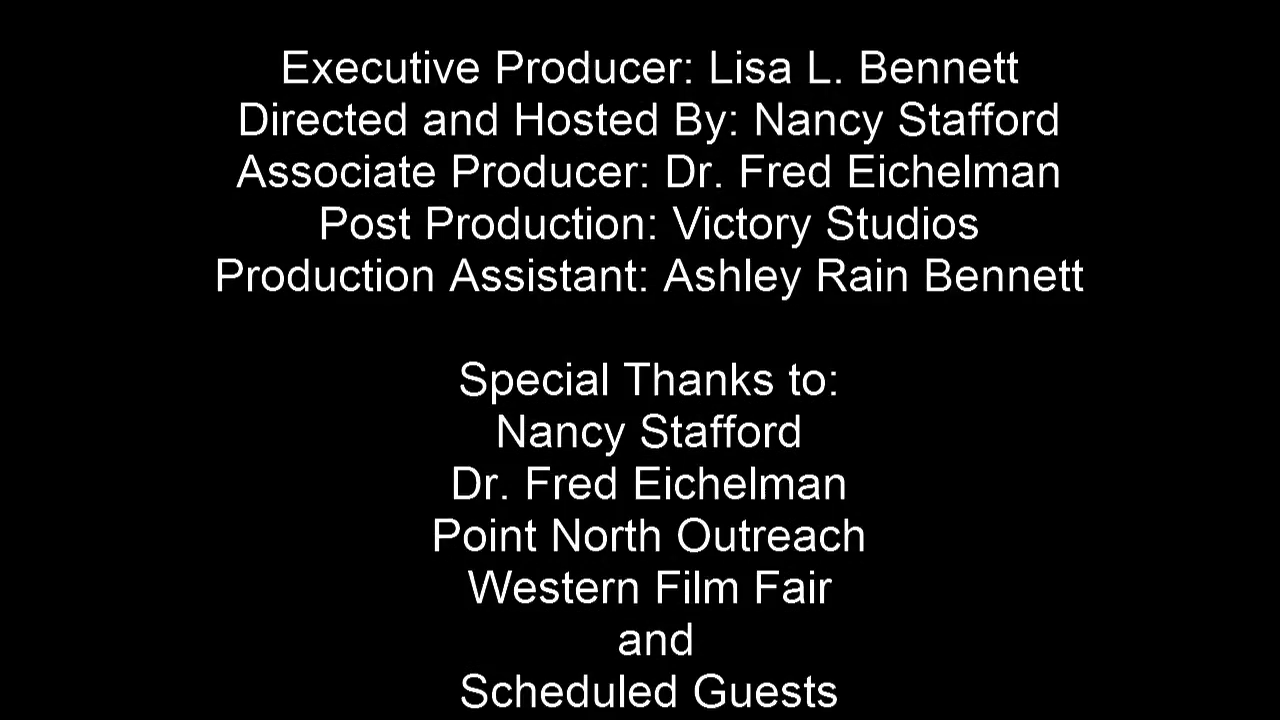 Executive Producer: Lisa L. Bennett
Directed and Hosted By: Nancy Stafford
Associate Producer: Dr. Fred Eichelman
Post Production: Victory Studios
Production Assistant: Ashley Rain Bennett
Special Thanks to:
Nancy Stafford
Dr. Fred Eichelman
Point North Outreach
Western Film Fair
and
Scheduled Guests